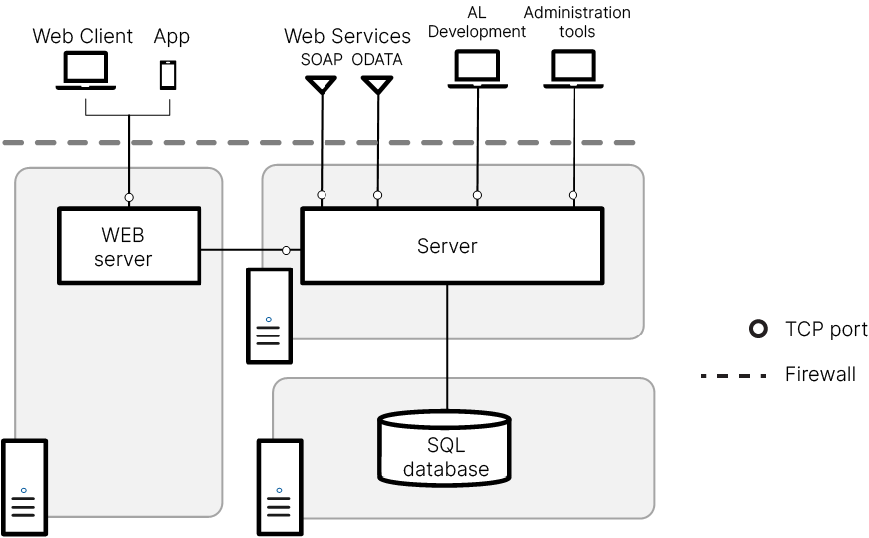 Web Client
App
Web Services
SOAP
ODATA
AL
Development
Administration
tools
WEB
server
Server
SQL
database
TCP port
Firewall